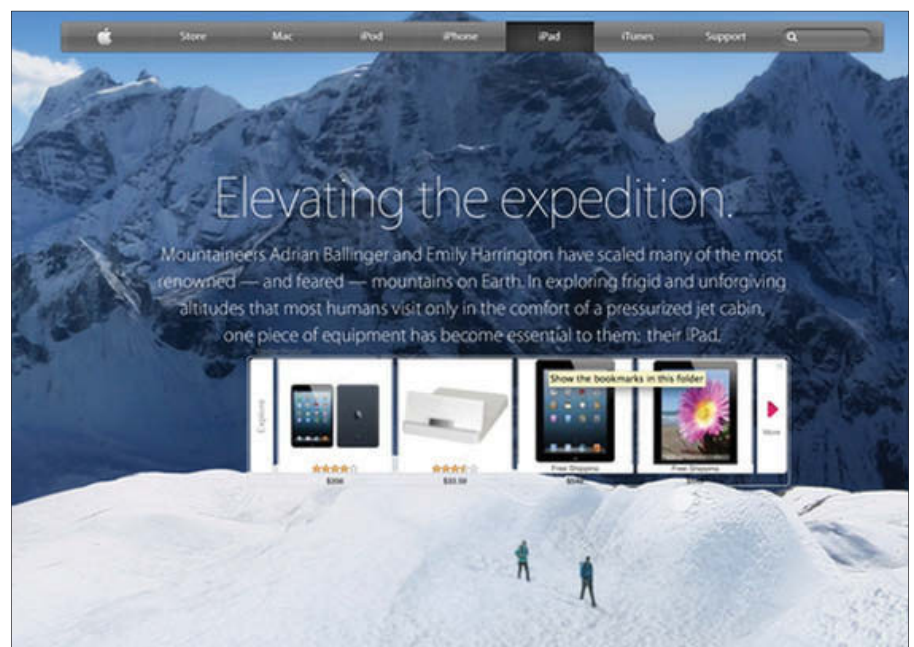 Store Mac iPod iPhone iPad iTunes Support
Elevating the expedition.
Mountaineers Adrian Ballinger and Emily Harrington have scaled many of the most
renowned — and feared — mountains on Earth. In exploring frigid and unforgiving
altitudes that most humans visit only in the comfort of a pressurized jet cabin,
one piece of equipment has become essential to them: their iPad.
Show the bookmarks in this folder
Explore
More
Free Shipping Free Shipping